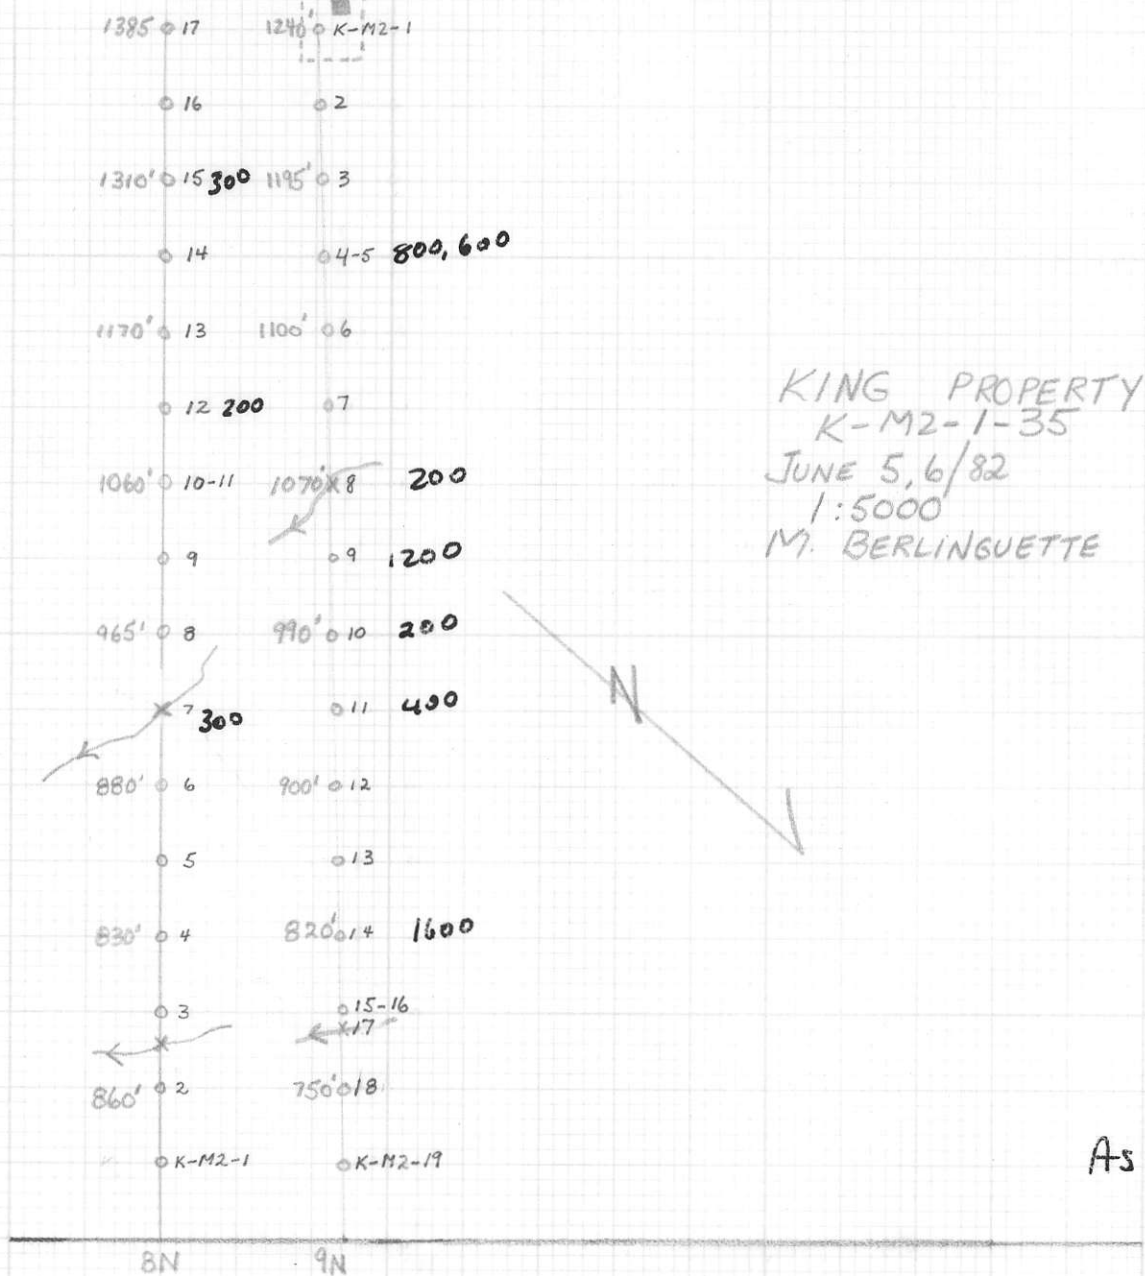 1385 17 1240' K-M2-1
16 2
1310' 15 300 1195' 3
14 4-5 800, 600
1170' 13 1100' 6
12 200 7
1060' 10-11 1070' 8 200
9 9 1200
965' 8 990' 10 200
7 300 11 400
880' 6 900' 12
5 13
830' 4 820' 14 1600
3 15-16
17
860' 2 750' 18
K-M2-1 K-M2-19
8N 9N
KING PROPERTY
K-M2-1-35
JUNE 5,6/82
1:5000
M. BERLINGUETTE
N
As